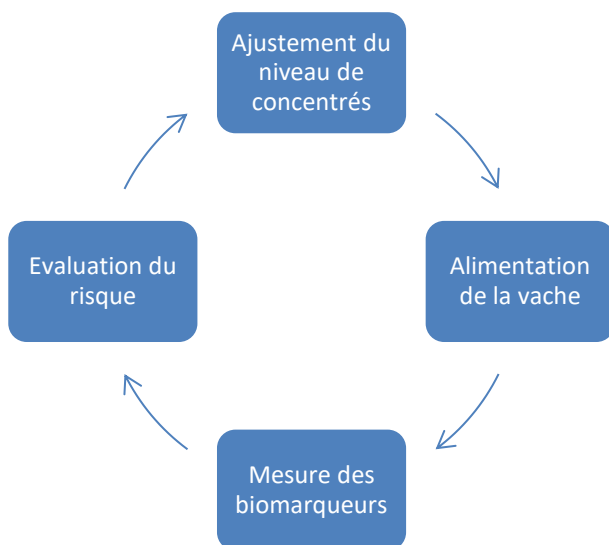 Ajustement du
niveau de
concentrés
Evaluation du
risque
Alimentation
de la vache
Mesure des
biomarqueurs